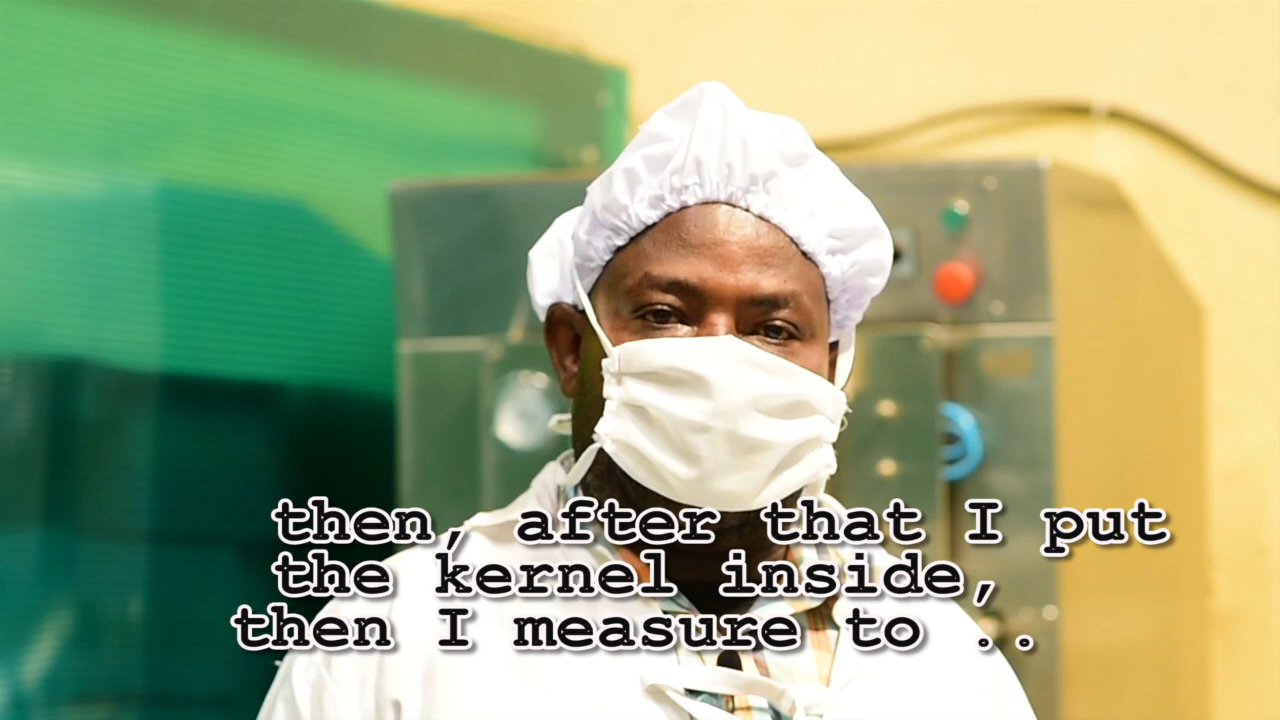 then, after that I put
the kernel inside,
then I measure to ..